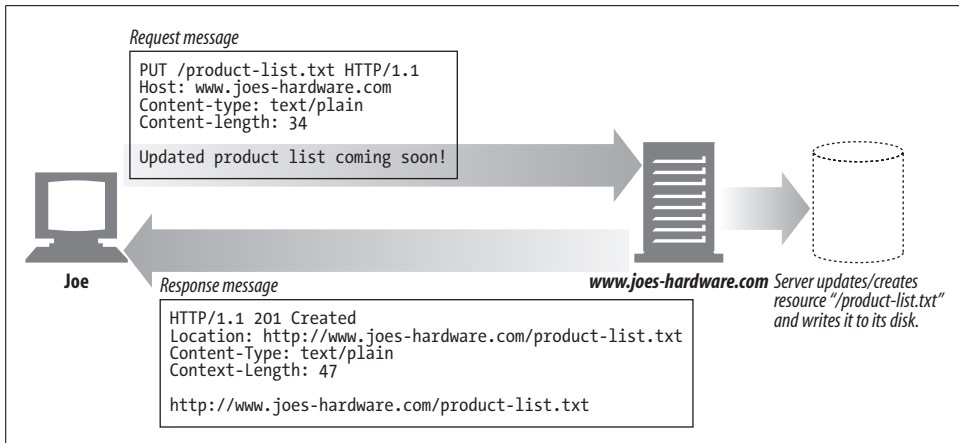 Request message
PUT /product-list.txt HTTP/1.1
Host: www.joes-hardware.com
Content-type: text/plain
Content-length: 34
Updated product list coming soon!
Joe
www.joes-hardware.com
Server updates/creates
resource “/product-list.txt”
and writes it to its disk.
Response message
HTTP/1.1 201 Created
Location: http://www.joes-hardware.com/product-list.txt
Content-Type: text/plain
Context-Length: 47
http://www.joes-hardware.com/product-list.txt